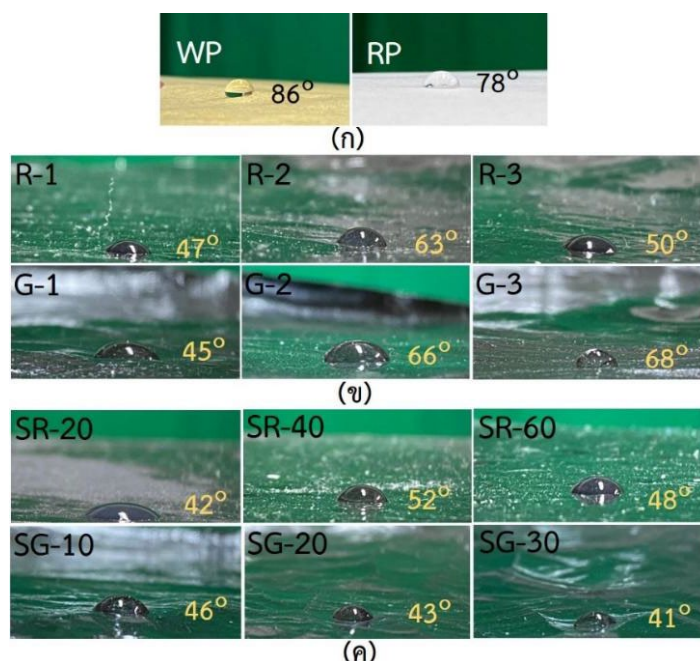 WP 86° RP 78°
(ก)
R-1 R-2 R-3
47° 63° 50°
G-1 G-2 G-3
45° 66° 68°
(ข)
SR-20 SR-40 SR-60
42° 52° 48°
SG-10 SG-20 SG-30
46° 43° 41°
(ค)